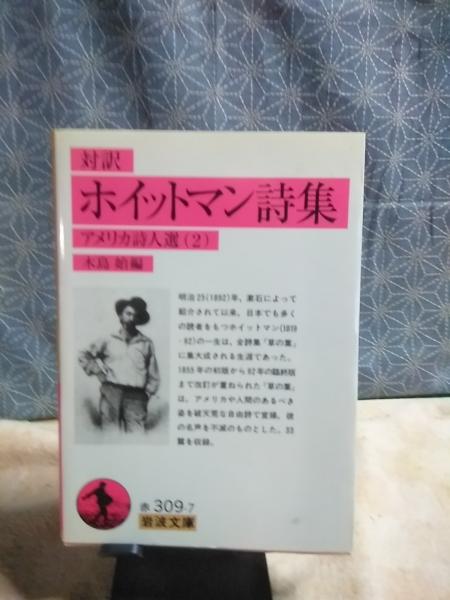 対訳
ホイットマン詩集
アメリカ詩人選(2)
木島 始編
明治25(1892)年、漱石によって
紹介されて以来、日本でも多く
の読者をもつホイットマン(1819
-92)の一生は、全詩集『草の葉』
に集大成される生涯であった。
1855年の初版から92年の臨終版
まで改訂が重ねられた『草の葉』
は、アメリカや人間のあるべき
姿を破天荒な自由詩で宣揚、彼
の名声を不滅のものとした。33
篇を収録。
赤 309-7
岩波文庫